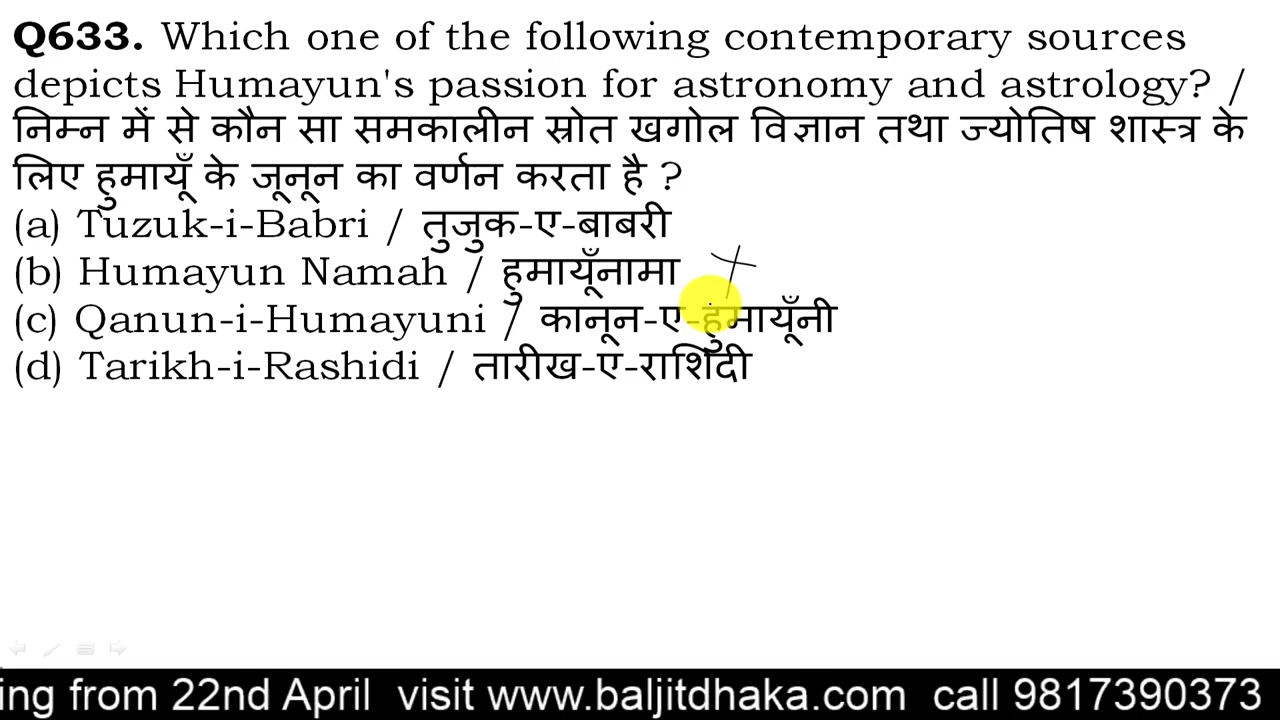 Q633. Which one of the following contemporary sources
depicts Humayun's passion for astronomy and astrology? /
निम्न में से कौन सा समकालीन स्रोत खगोल विज्ञान तथा ज्योतिष शास्त्र के
लिए हुमायूँ के जूनून का वर्णन करता है ?
(a) Tuzuk-i-Babri / तुजुक-ए-बाबरी
(b) Humayun Namah / हुमायूँनामा
(c) Qanun-i-Humayuni / कानून-ए-हुमायूँनी
(d) Tarikh-i-Rashidi / तारीख-ए-राशिदी
ing from 22nd April visit www.baljitdhaka.com call 9817390373